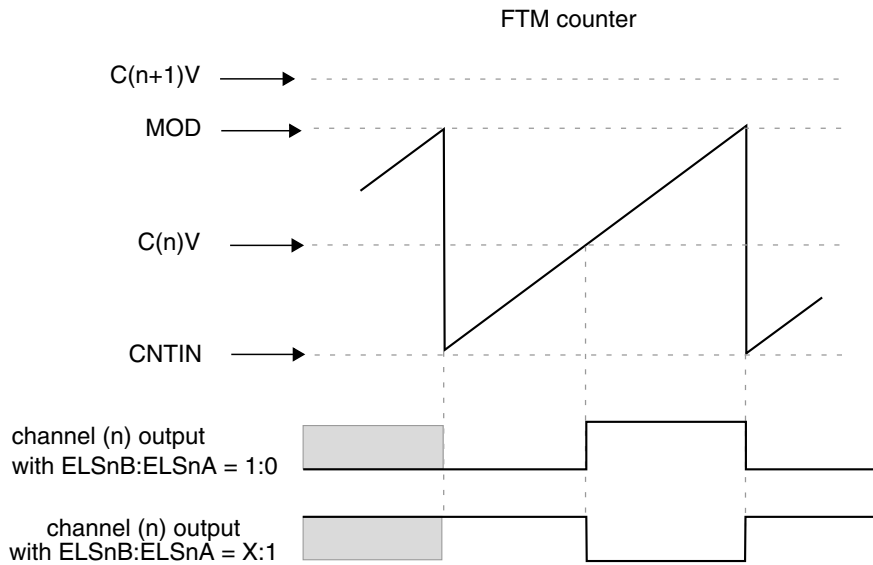 FTM counter
C(n+1)V
MOD
C(n)V
CNTIN
channel (n) output
with ELSnB:ELSnA = 1:0
channel (n) output
with ELSnB:ELSnA = X:1